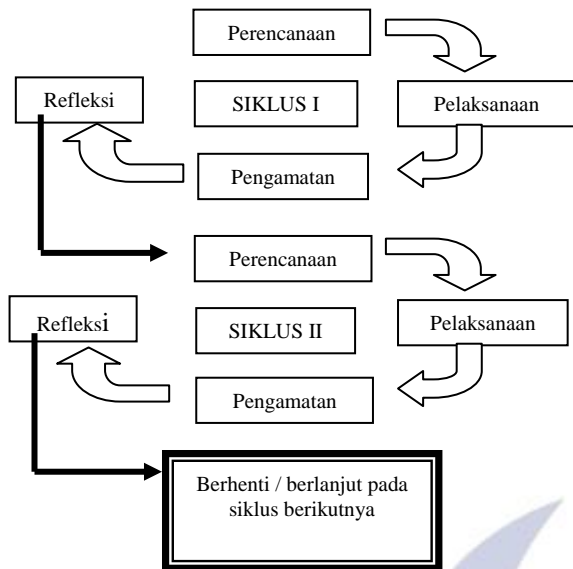 Perencanaan
Refleksi
SIKLUS I
Pelaksanaan
Pengamatan
Perencanaan
Refleksi
SIKLUS II
Pelaksanaan
Pengamatan
Berhenti / berlanjut pada
siklus berikutnya